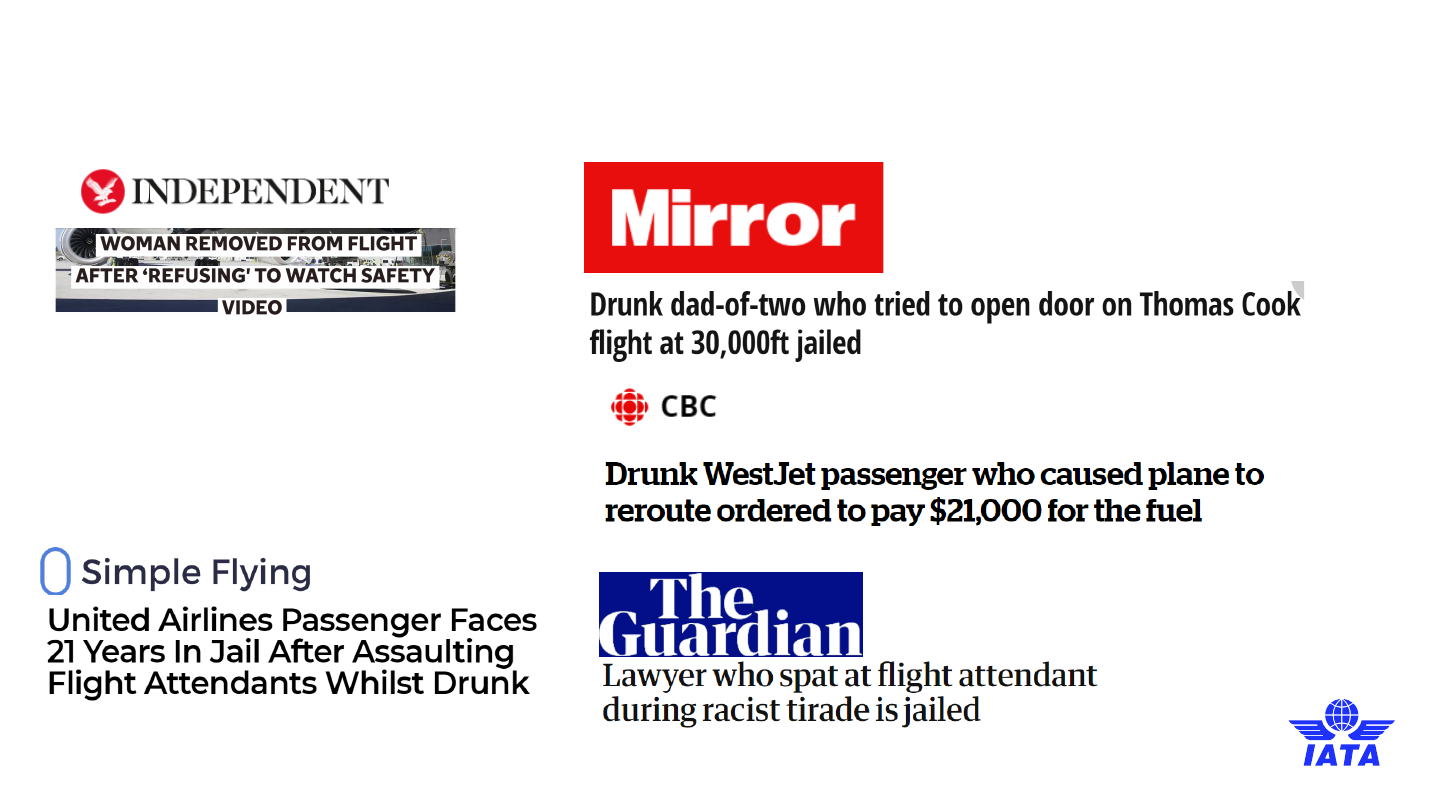 INDEPENDENT
WOMAN REMOVED FROM FLIGHT
AFTER ‘REFUSING’ TO WATCH SAFETY
VIDEO
Mirror
Drunk dad-of-two who tried to open door on Thomas Cook
flight at 30,000ft jailed
CBC
Drunk WestJet passenger who caused plane to
reroute ordered to pay $21,000 for the fuel
Simple Flying
United Airlines Passenger Faces
21 Years In Jail After Assaulting
Flight Attendants Whilst Drunk
The
Guardian
Lawyer who spat at flight attendant
during racist tirade is jailed
IATA